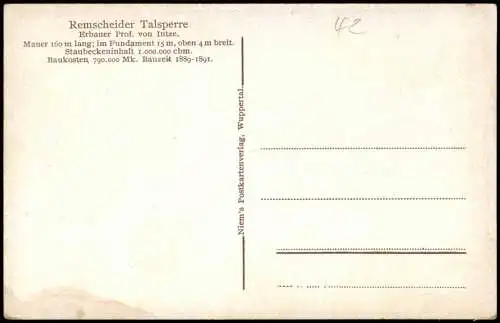 Remscheider Talsperre
Erbauer Prof. von Intze.
Mauer 160 m lang; im Fundament 15 m, oben 4 m breit.
Staubeckeninhalt 1.000.000 cbm.
Baukosten 790.000 Mk. Bauzeit 1889-1891.
42
Niem's Postkartenverlag, Wuppertal.